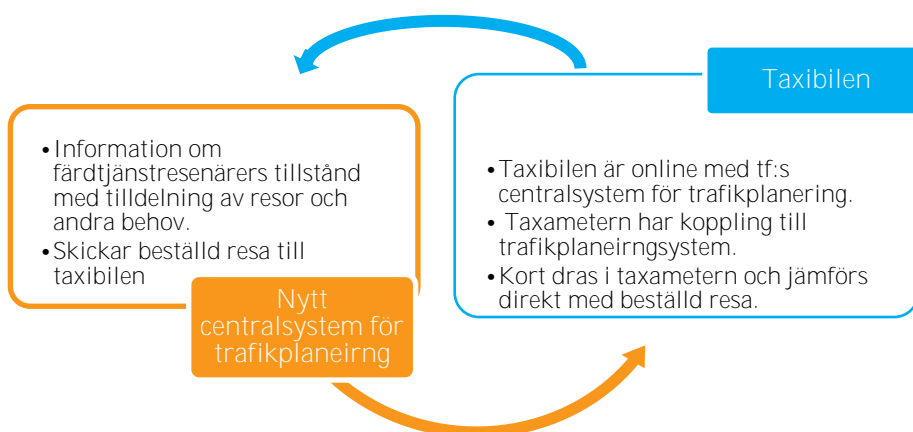 •Information om
färdtjänstresenärers tillstånd
med tilldelning av resor och
andra behov.
•Skickar beställd resa till
taxibilen
Nytt
centralsystem för
trafikplaneirng
Taxibilen
•Taxibilen är online med tf:s
centralsystem för trafikplanering.
• Taxametern har koppling till
trafikplaneirngsystem.
•Kort dras i taxametern och jämförs
direkt med beställd resa.